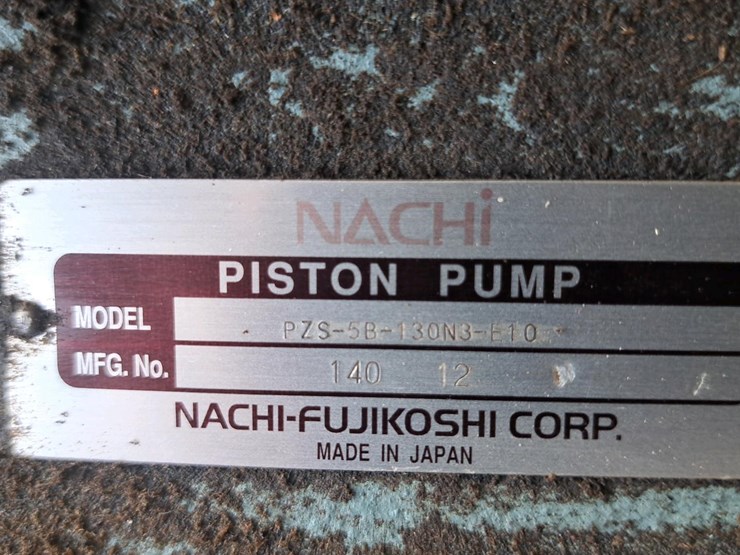 NACHi
PISTON PUMP
MODEL PZS-5B-130N3-E10
MFG. No. 140 12
NACHI-FUJIKOSHI CORP.
MADE IN JAPAN